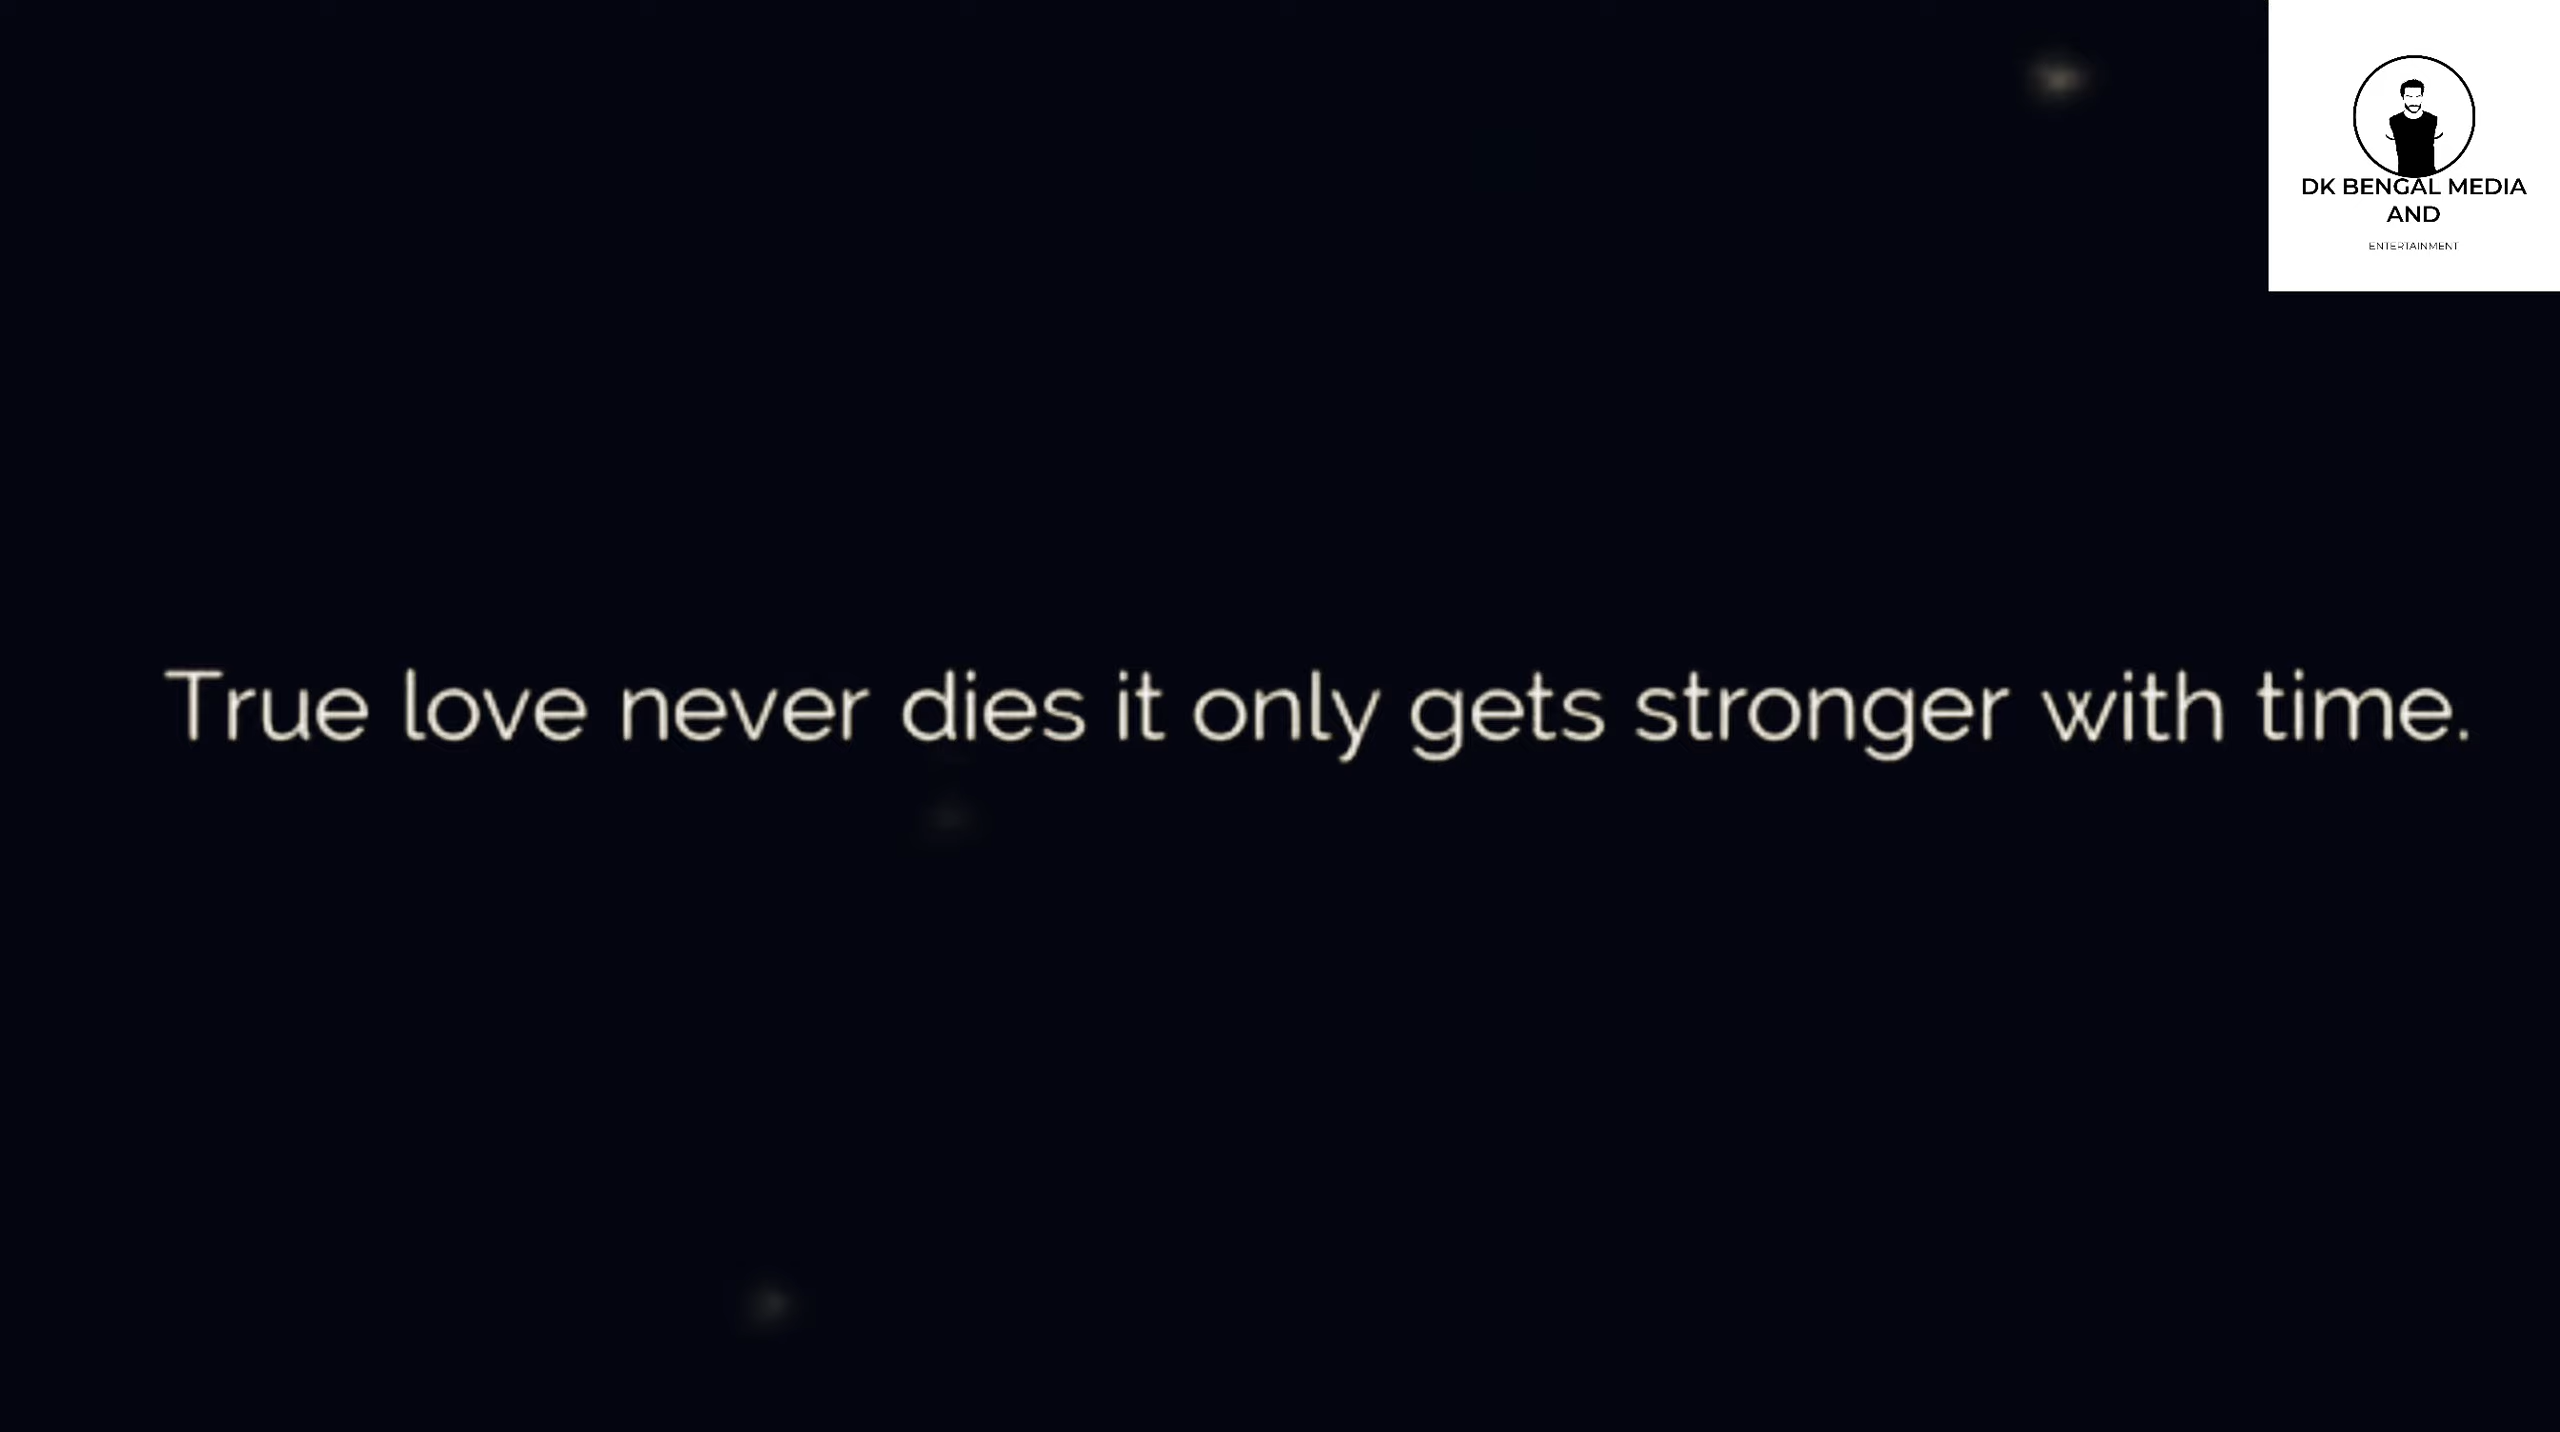 DK BENGAL MEDIA
AND
ENTERTAINMENT
True love never dies it only gets stronger with time.